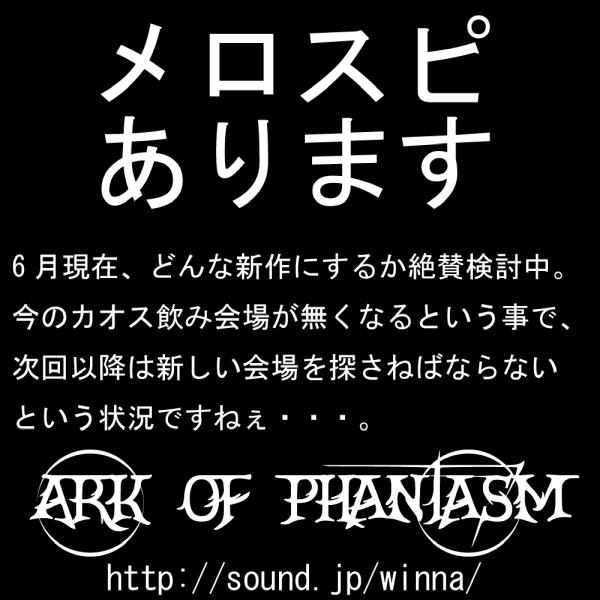 メロスピ
あります
6月現在、どんな新作にするか絶賛検討中。
今のカオス飲み会場が無くなるという事で、
次回以降は新しい会場を探さねばならない
という状況ですねぇ・・・。
ARK OF PHANTASM
http://sound.jp/winna/